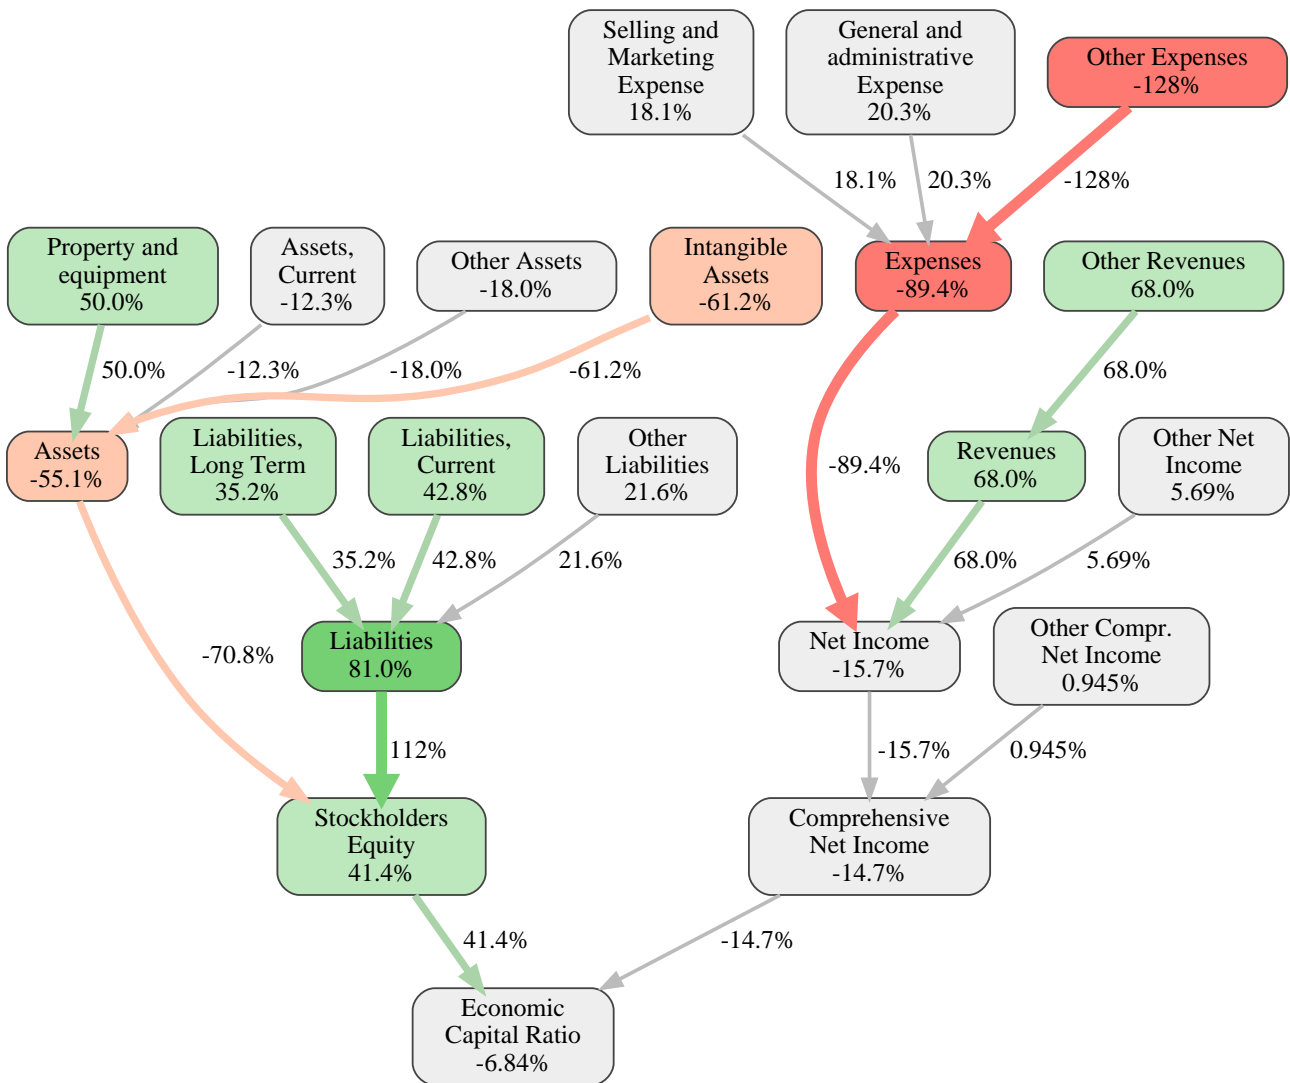 Selling and
Marketing
Expense
18.1%
General and
administrative
Expense
20.3%
Other Expenses
-128%
18.1%
20.3%
-128%
Property and
equipment
50.0%
Assets,
Current
-12.3%
Other Assets
-18.0%
Intangible
Assets
-61.2%
Expenses
-89.4%
Other Revenues
68.0%
50.0%
-12.3%
-18.0%
-61.2%
68.0%
Assets
-55.1%
Liabilities,
Long Term
35.2%
Liabilities,
Current
42.8%
Other
Liabilities
21.6%
-89.4%
Revenues
68.0%
Other Net
Income
5.69%
35.2%
42.8%
21.6%
68.0%
5.69%
-70.8%
Liabilities
81.0%
Net Income
-15.7%
Other Compr.
Net Income
0.945%
112%
-15.7%
0.945%
Stockholders
Equity
41.4%
Comprehensive
Net Income
-14.7%
41.4%
-14.7%
Economic
Capital Ratio
-6.84%